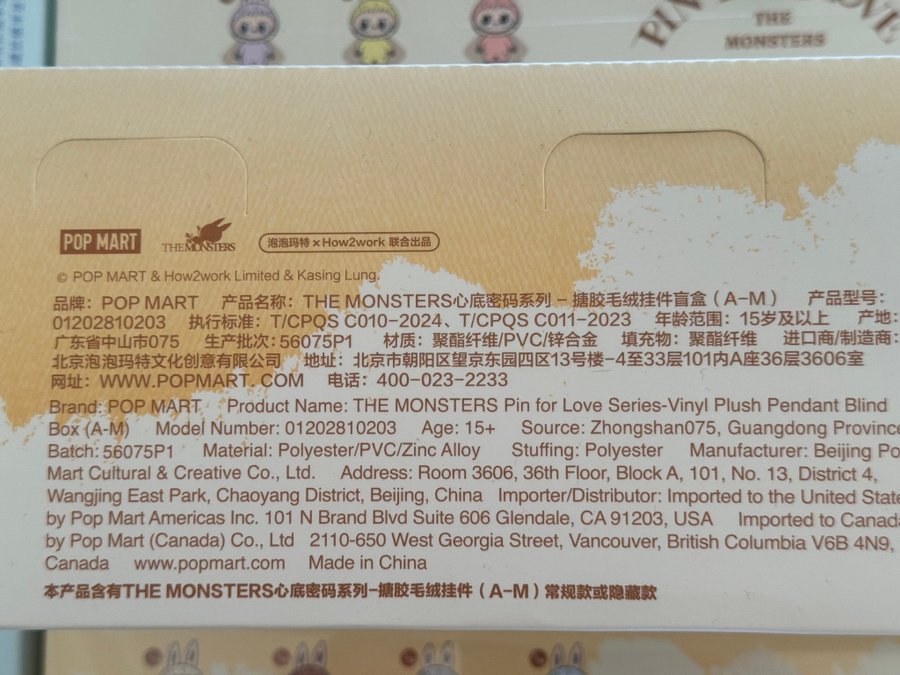 PIN FOR LOVE
THE
MONSTERS
POP MART THE MONSTERS 泡泡玛特×How2work 联合出品
© POP MART & How2work Limited & Kasing Lung.
品牌：POP MART 产品名称：THE MONSTERS心底密码系列－搪胶毛绒挂件盲盒（A－M） 产品型号：
01202810203 执行标准：T/CPQS C010-2024、T/CPQS C011-2023 年龄范围：15岁及以上 产地：
广东省中山市075 生产批次:56075P1 材质：聚酯纤维/PVC/锌合金 填充物：聚酯纤维 进口商/制造商：
北京泡泡玛特文化创意有限公司 地址：北京市朝阳区望京东园四区13号楼-4至33层101内A座36层3606室
网址：WWW.POPMART.COM 电话：400-023-2233
Brand: POP MART Product Name: THE MONSTERS Pin for Love Series-Vinyl Plush Pendant Blind
Box (A-M) Model Number: 01202810203 Age: 15+ Source: Zhongshan075, Guangdong Province
Batch: 56075P1 Material: Polyester/PVC/Zinc Alloy Stuffing: Polyester Manufacturer: Beijing Po
Mart Cultural & Creative Co., Ltd. Address: Room 3606, 36th Floor, Block A, 101, No. 13, District 4,
Wangjing East Park, Chaoyang District, Beijing, China Importer/Distributor: Imported to the United State
by Pop Mart Americas Inc. 101 N Brand Blvd Suite 606 Glendale, CA 91203, USA Imported to Canada
by Pop Mart (Canada) Co., Ltd 2110-650 West Georgia Street, Vancouver, British Columbia V6B 4N9,
Canada www.popmart.com Made in China
本产品含有THE MONSTERS心底密码系列-搪胶毛绒挂件（A-M）常规款或隐藏款